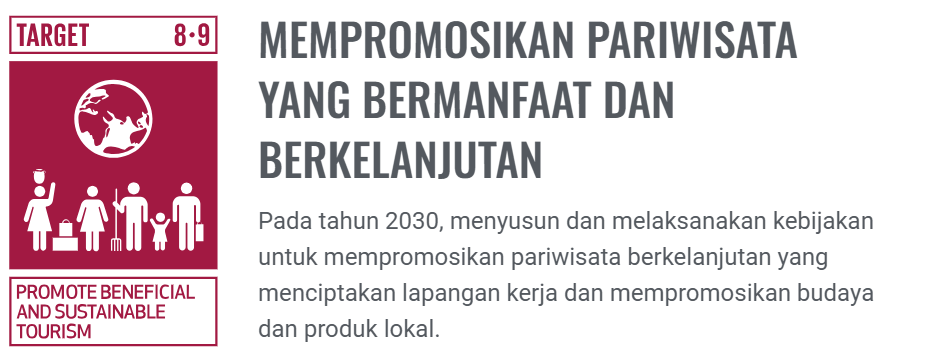 TARGET 8·9
PROMOTE BENEFICIAL
AND SUSTAINABLE
TOURISM
MEMPROMOSIKAN PARIWISATA
YANG BERMANFAAT DAN
BERKELANJUTAN
Pada tahun 2030, menyusun dan melaksanakan kebijakan
untuk mempromosikan pariwisata berkelanjutan yang
menciptakan lapangan kerja dan mempromosikan budaya
dan produk lokal.